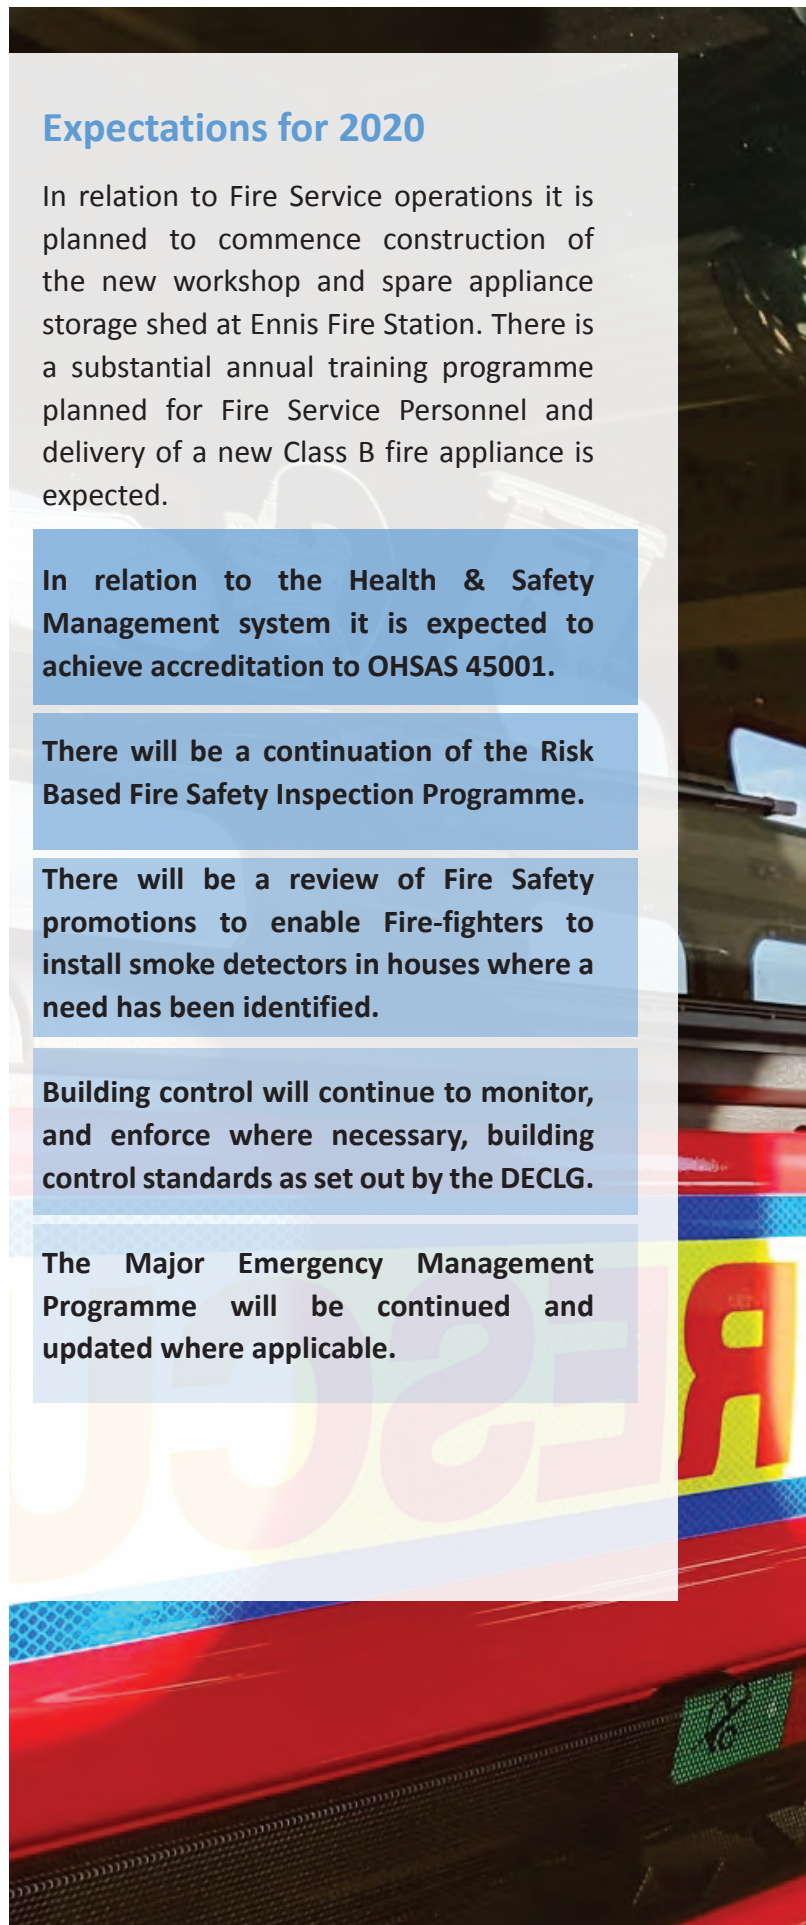 Expectations for 2020
In relation to Fire Service operations it is
planned to commence construction of
the new workshop and spare appliance
storage shed at Ennis Fire Station. There is
a substantial annual training programme
planned for Fire Service Personnel and
delivery of a new Class B fire appliance is
expected.
In relation to the Health & Safety
Management system it is expected to
achieve accreditation to OHSAS 45001.
There will be a continuation of the Risk
Based Fire Safety Inspection Programme.
There will be a review of Fire Safety
promotions to enable Fire-fighters to
install smoke detectors in houses where a
need has been identified.
Building control will continue to monitor,
and enforce where necessary, building
control standards as set out by the DECLG.
The Major Emergency Management
Programme will be continued and
updated where applicable.
UCSER